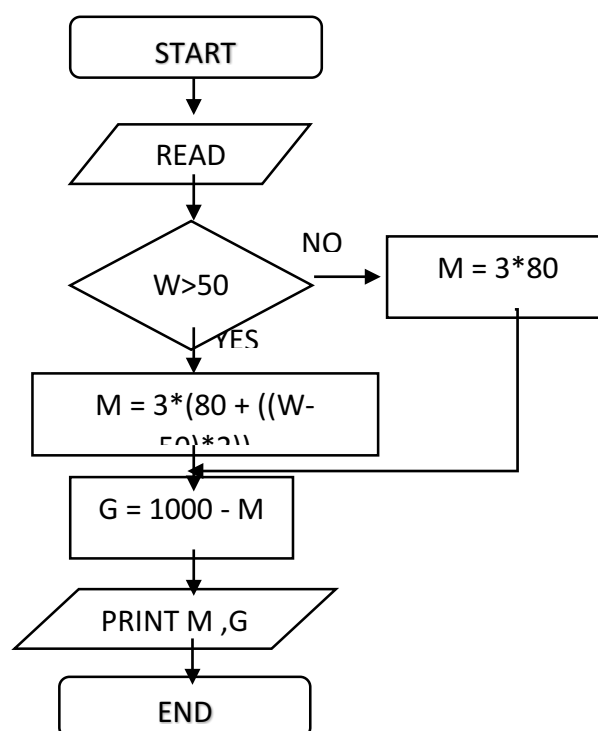 START
READ
NO
W>50
M = 3*80
YES
M = 3*(80 + ((W-
G = 1000 - M
PRINT M ,G
END